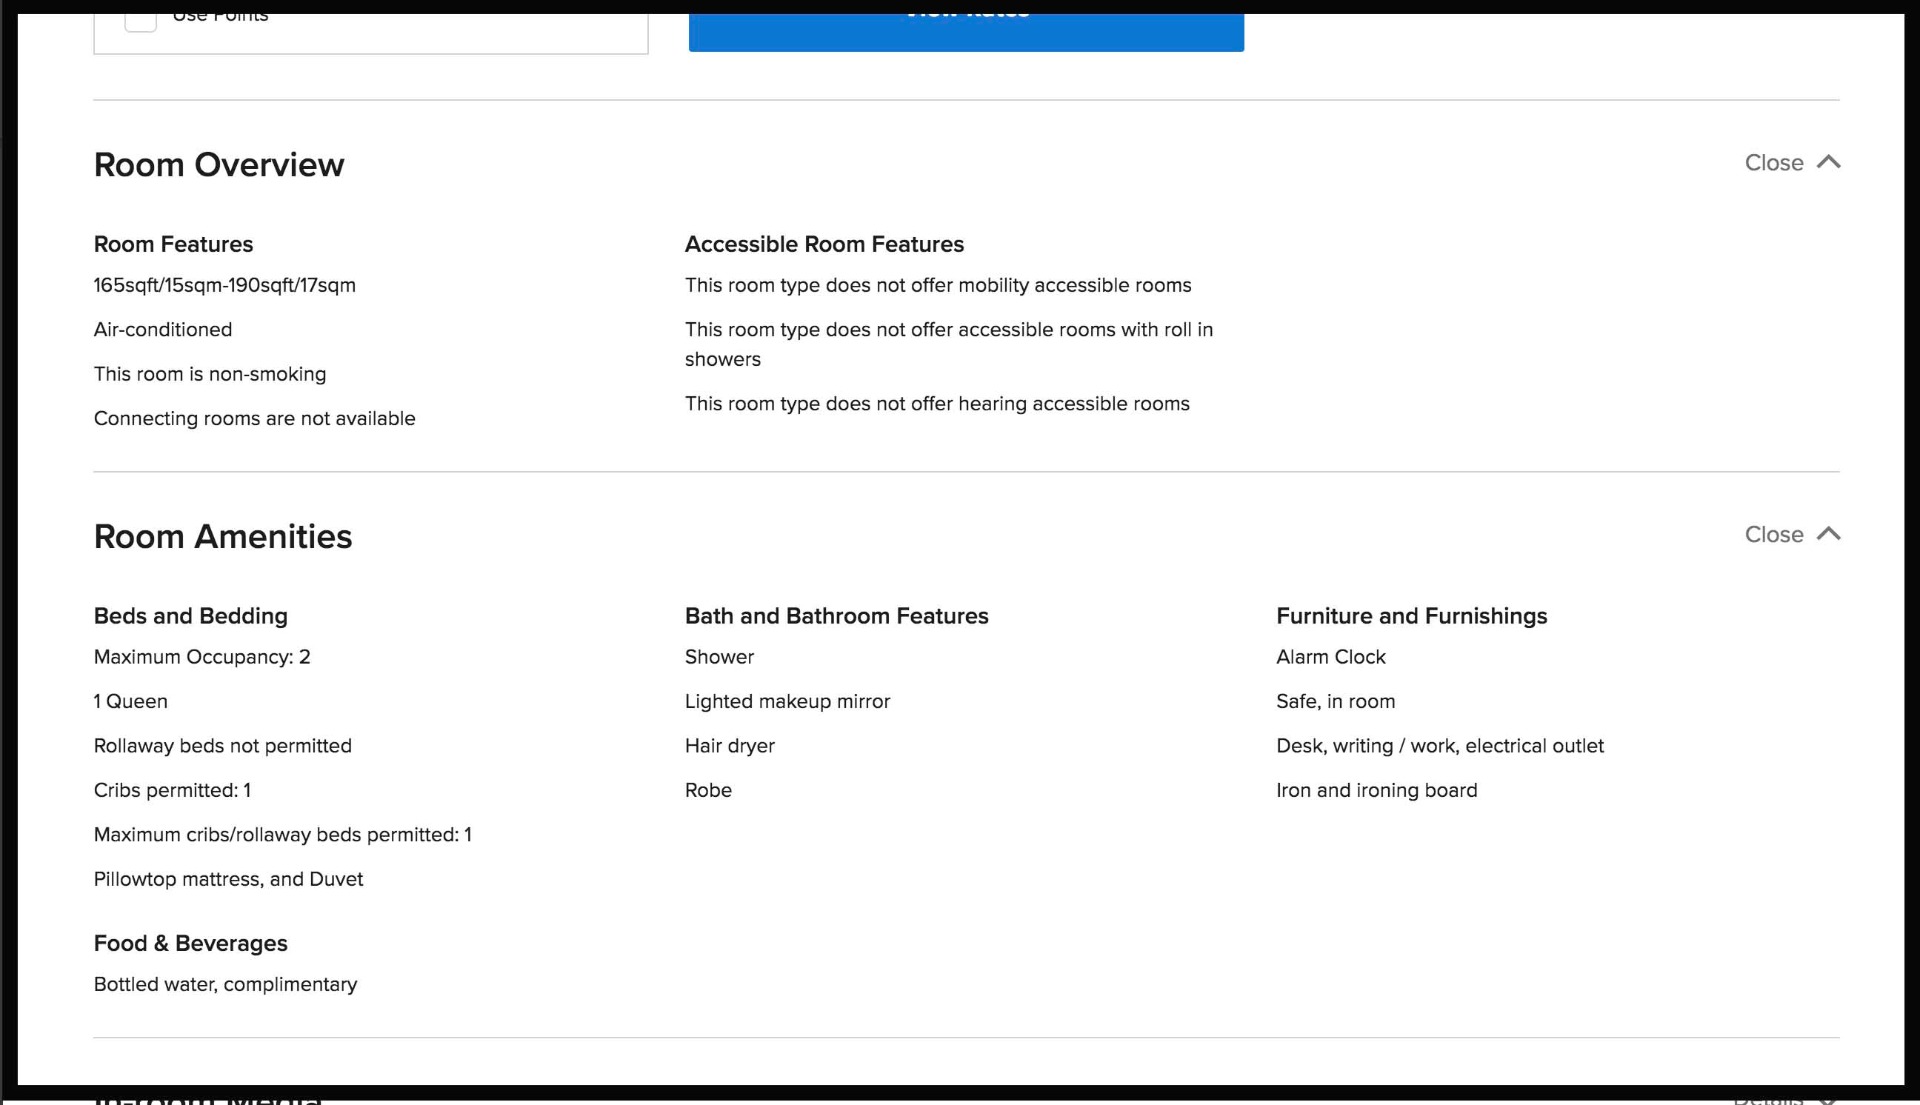 Use Points
View Rates
Room Overview
Close
Room Features
165sqft/15sqm-190sqft/17sqm
Air-conditioned
This room is non-smoking
Connecting rooms are not available
Accessible Room Features
This room type does not offer mobility accessible rooms
This room type does not offer accessible rooms with roll in
showers
This room type does not offer hearing accessible rooms
Room Amenities
Close
Beds and Bedding
Maximum Occupancy: 2
1 Queen
Rollaway beds not permitted
Cribs permitted: 1
Maximum cribs/rollaway beds permitted: 1
Pillowtop mattress, and Duvet
Bath and Bathroom Features
Shower
Lighted makeup mirror
Hair dryer
Robe
Furniture and Furnishings
Alarm Clock
Safe, in room
Desk, writing / work, electrical outlet
Iron and ironing board
Food & Beverages
Bottled water, complimentary
In-room Media
Details